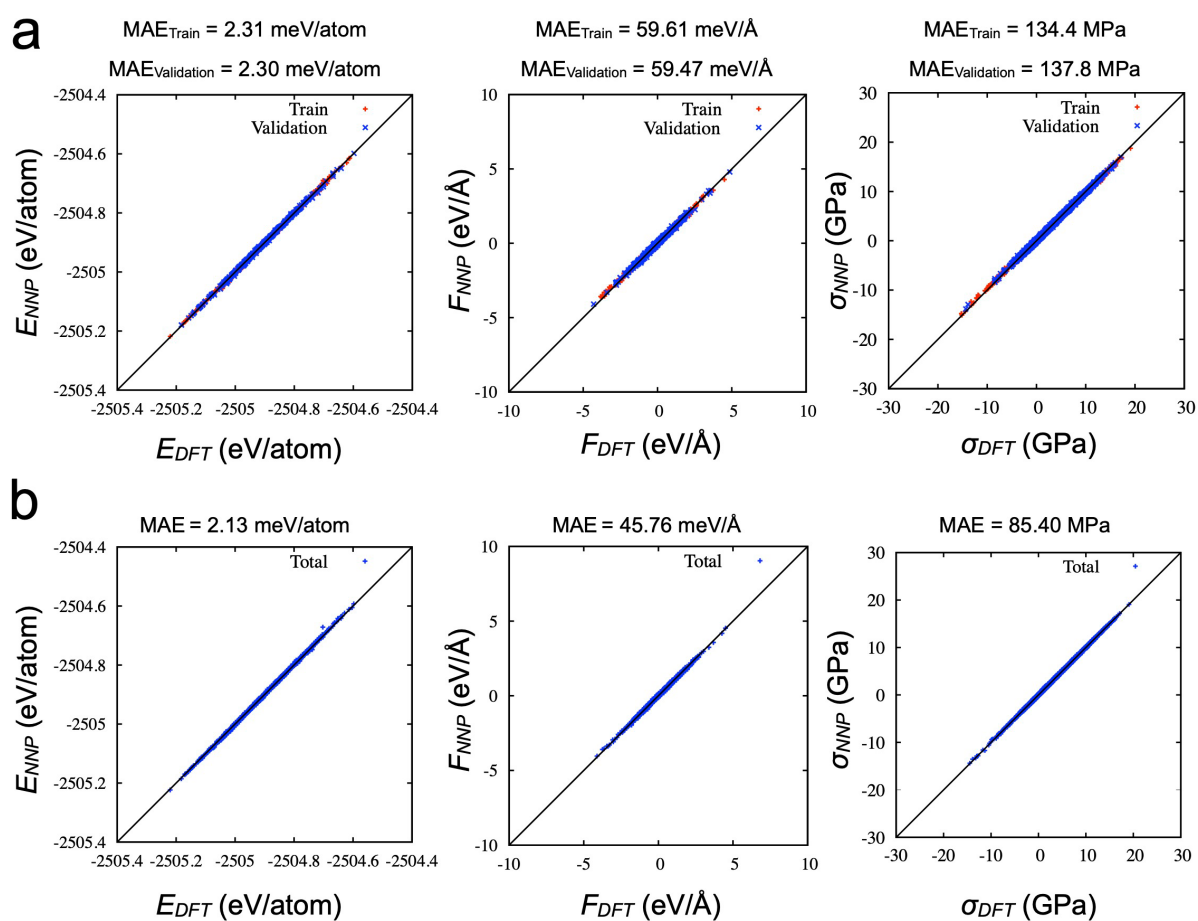 a
MAETrain = 2.31 meV/atom
MAEValidation = 2.30 meV/atom
-2504.4
-2504.6
-2504.8
-2505
-2505.2
-2505.4
ENNP (eV/atom)
Train
Validation
-2505.4 -2505.2 -2505 -2504.8 -2504.6 -2504.4
EDFT (eV/atom)
MAETrain = 59.61 meV/Å
MAEValidation = 59.47 meV/Å
10
5
0
-5
-10
FNNP (eV/Å)
Train
Validation
-10 -5 0 5 10
FDFT (eV/Å)
MAETrain = 134.4 MPa
MAEValidation = 137.8 MPa
30
20
10
0
-10
-20
-30
σNNP (GPa)
Train
Validation
-30 -20 -10 0 10 20 30
σDFT (GPa)
b
MAE = 2.13 meV/atom
-2504.4
-2504.6
-2504.8
-2505
-2505.2
-2505.4
ENNP (eV/atom)
Total
-2505.4 -2505.2 -2505 -2504.8 -2504.6 -2504.4
EDFT (eV/atom)
MAE = 45.76 meV/Å
10
5
0
-5
-10
FNNP (eV/Å)
Total
-10 -5 0 5 10
FDFT (eV/Å)
MAE = 85.40 MPa
30
20
10
0
-10
-20
-30
σNNP (GPa)
Total
-30 -20 -10 0 10 20 30
σDFT (GPa)